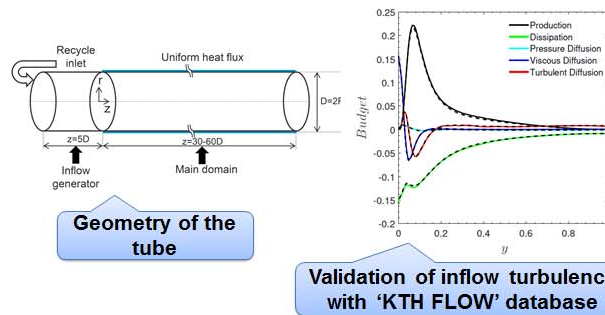 Recycle
inlet
Uniform heat flux
r
z
D=2F
z=5D
z=30-60D
Inflow
generator
Main domain
Geometry of the
tube
0.25
0.2
0.15
0.1
0.05
0
-0.05
-0.1
-0.15
-0.2
Budget
Production
Dissipation
Pressure Diffusion
Viscous Diffusion
Turbulent Diffusion
0 0.2 0.4 0.6 0.8
y
Validation of inflow turbulenc
with ‘KTH FLOW’ database